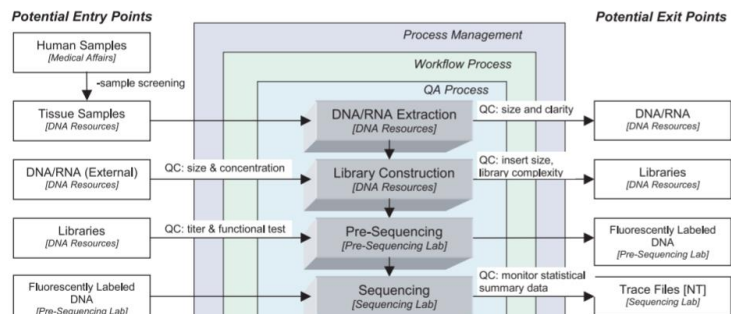 Potential Entry Points
Potential Exit Points
Process Management
Human Samples
[Medical Affairs]
Workflow Process
-sample screening
QA Process
Tissue Samples
[DNA Resources]
DNA/RNA Extraction
[DNA Resources]
QC: size and clarity
DNA/RNA
[DNA Resources]
DNA/RNA (External)
[DNA Resources]
QC: size & concentration
Library Construction
[DNA Resources]
QC: insert size,
library complexity
Libraries
[DNA Resources]
Libraries
[DNA Resources]
QC: titer & functional test
Pre-Sequencing
[Pre-Sequencing Lab]
Fluorescently Labeled
DNA
[Pre-Sequencing Lab]
Fluorescently Labeled
DNA
[Pre-Sequencing Lab]
Sequencing
[Sequencing Lab]
QC: monitor statistical
summary data
Trace Files [NT]
[Sequencing Lab]